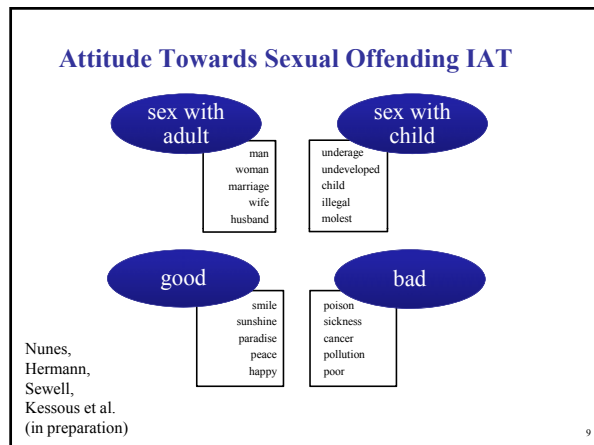 Attitude Towards Sexual Offending IAT
sex with
adult
man
woman
marriage
wife
husband
sex with
child
underage
undeveloped
child
illegal
molest
good
smile
sunshine
paradise
peace
happy
bad
poison
sickness
cancer
pollution
poor
Nunes,
Hermann,
Sewell,
Kessous et al.
(in preparation)
9